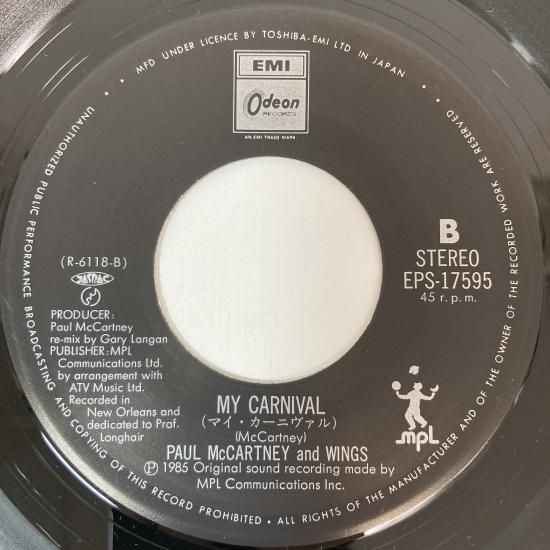 • MFD UNDER LICENCE BY TOSHIBA-EMI LTD IN JAPAN •
UNAUTHORIZED PUBLIC PERFORMANCE BROADCASTING AND COPYING OF THIS RECORD PROHIBITED • ALL RIGHTS OF THE MANUFACTURER AND OF THE OWNER OF THE RECORDED WORK ARE RESERVED
EMI
Odeon
RECORDS
AN EMI TRADE MARK
(R-6118-B)
JASRAC
B
STEREO
EPS-17595
45 r.p.m.
PRODUCER:
Paul McCartney
re-mix by Gary Langan
PUBLISHER:MPL
Communications Ltd.
by arrangement with
ATV Music Ltd.
Recorded in
New Orleans and
dedicated to Prof.
Longhair
mpL
MY CARNIVAL
(マイ・カーニヴァル)
(McCartney)
PAUL McCARTNEY and WINGS
Ⓟ 1985 Original sound recording made by
MPL Communications Inc.